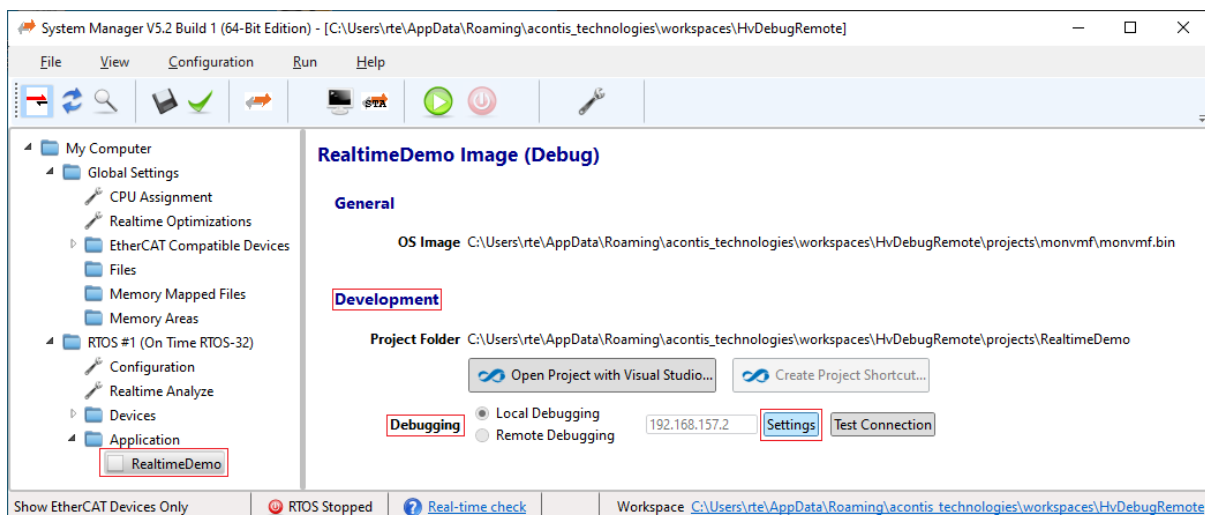 System Manager V5.2 Build 1 (64-Bit Edition) - [C:\Users\rte\AppData\Roaming\acontis_technologies\workspaces\HvDebugRemote]
File View Configuration Run Help
STA
My Computer
Global Settings
CPU Assignment
Realtime Optimizations
EtherCAT Compatible Devices
Files
Memory Mapped Files
Memory Areas
RTOS #1 (On Time RTOS-32)
Configuration
Realtime Analyze
Devices
Application
RealtimeDemo
RealtimeDemo Image (Debug)
General
OS Image C:\Users\rte\AppData\Roaming\acontis_technologies\workspaces\HvDebugRemote\projects\monvmf\monvmf.bin
Development
Project Folder C:\Users\rte\AppData\Roaming\acontis_technologies\workspaces\HvDebugRemote\projects\RealtimeDemo
Open Project with Visual Studio... Create Project Shortcut...
Debugging Local Debugging 192.168.157.2 Settings Test Connection
Remote Debugging
Show EtherCAT Devices Only RTOS Stopped ? Real-time check Workspace C:\Users\rte\AppData\Roaming\acontis_technologies\workspaces\HvDebugRemote